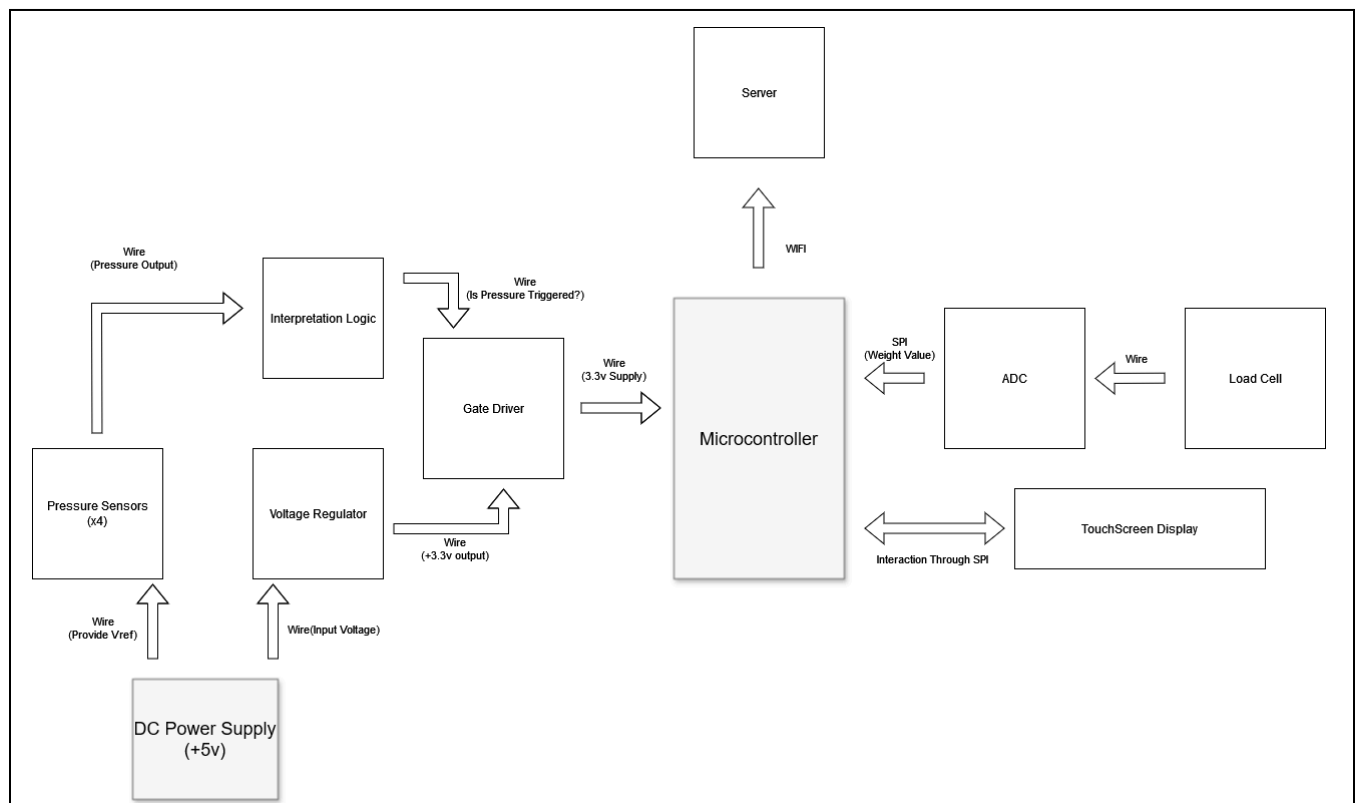 Server
WIFI
Wire
(Pressure Output)
Interpretation Logic
Wire
(Is Pressure Triggered?)
Gate Driver
Wire
(3.3v Supply)
Microcontroller
SPI
(Weight Value)
ADC
Wire
Load Cell
Pressure Sensors
(x4)
Voltage Regulator
Wire
(+3.3v output)
Interaction Through SPI
TouchScreen Display
Wire
(Provide Vref)
Wire(Input Voltage)
DC Power Supply
(+5v)